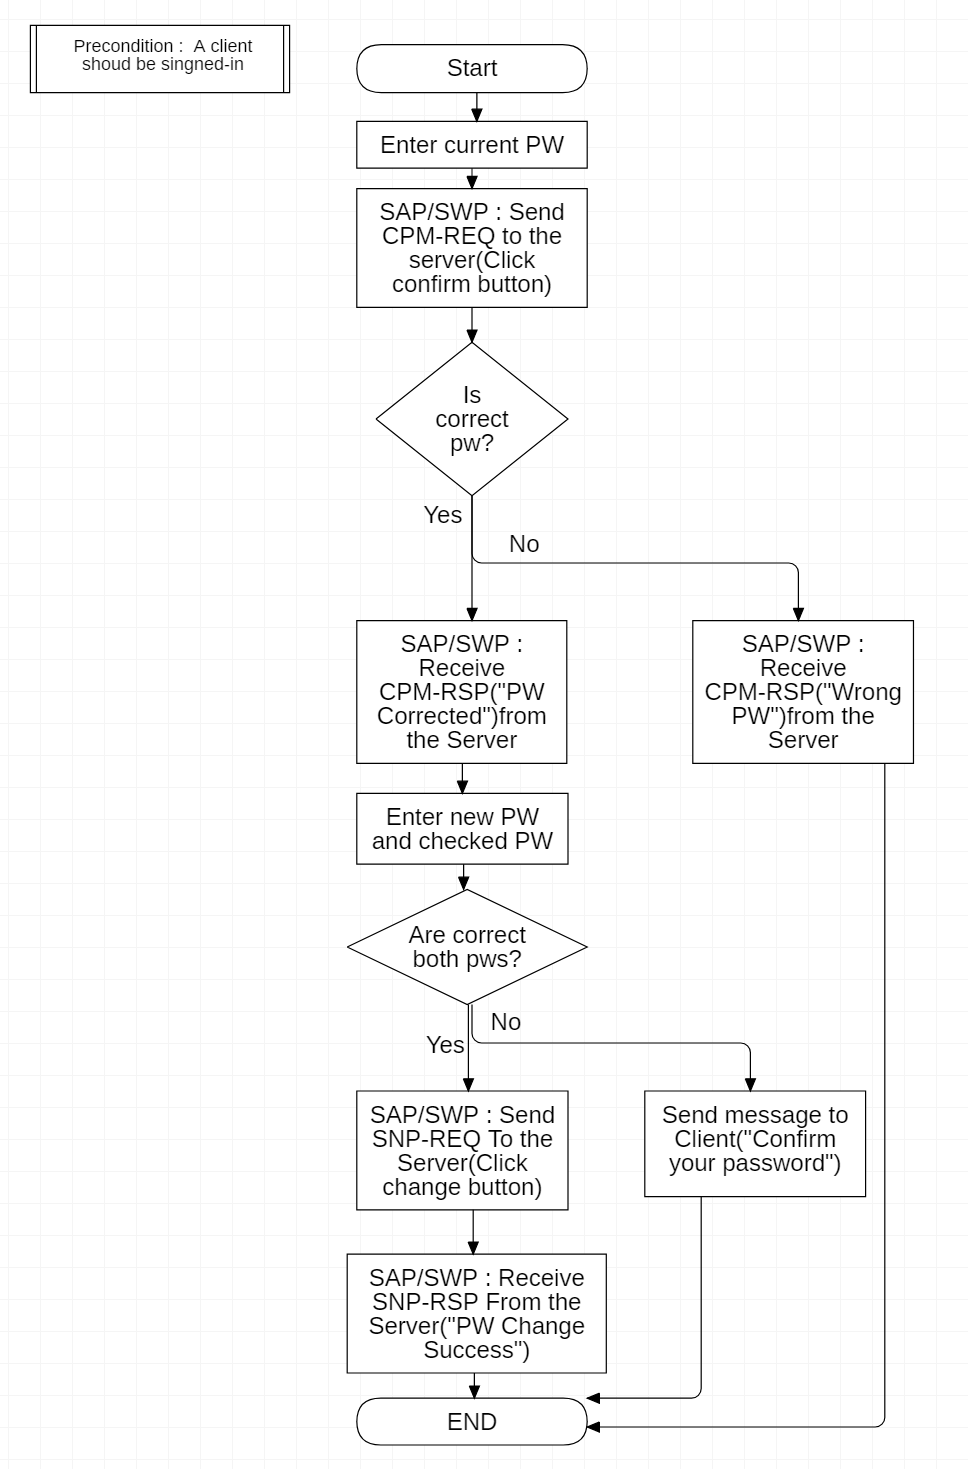 Precondition :  A client
shoud be singned-in
Start
Enter current PW
SAP/SWP : Send
CPM-REQ to the
server(Click
confirm button)
Is
correct
pw?
Yes
No
SAP/SWP :
Receive
CPM-RSP("PW
Corrected")from
the Server
SAP/SWP :
Receive
CPM-RSP("Wrong
PW")from the
Server
Enter new PW
and checked PW
Are correct
both pws?
No
Yes
SAP/SWP : Send
SNP-REQ To the
Server(Click
change button)
Send message to
Client("Confirm
your password")
SAP/SWP : Receive
SNP-RSP From the
Server("PW Change
Success")
END